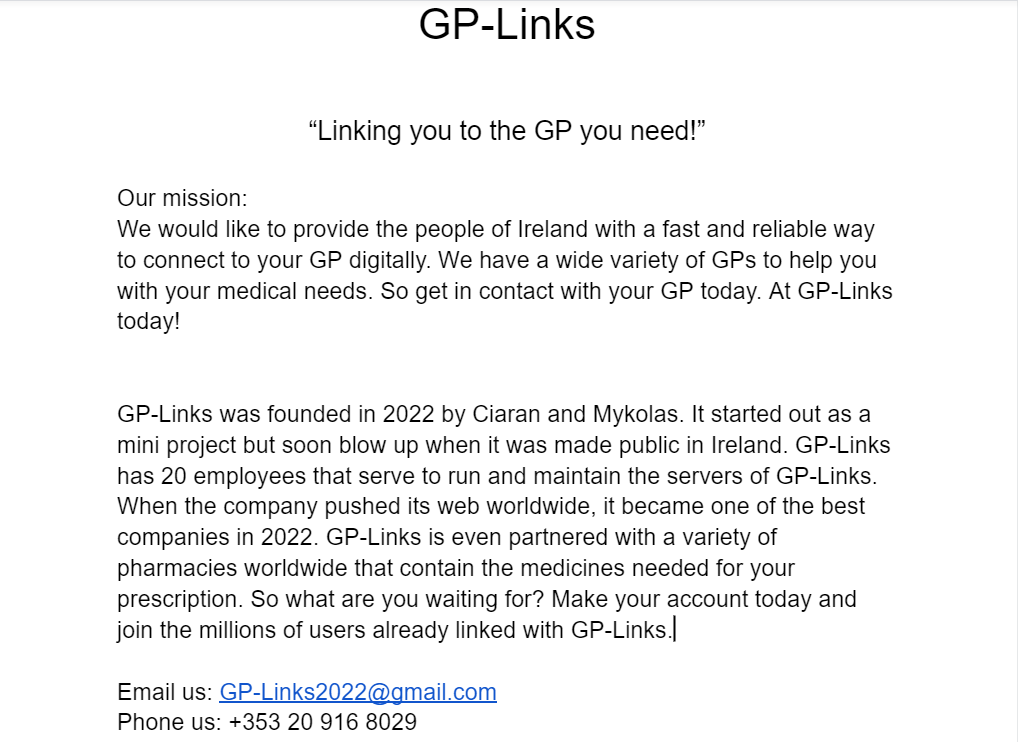 GP-Links
“Linking you to the GP you need!”
Our mission:
We would like to provide the people of Ireland with a fast and reliable way
to connect to your GP digitally. We have a wide variety of GPs to help you
with your medical needs. So get in contact with your GP today. At GP-Links
today!
GP-Links was founded in 2022 by Ciaran and Mykolas. It started out as a
mini project but soon blow up when it was made public in Ireland. GP-Links
has 20 employees that serve to run and maintain the servers of GP-Links.
When the company pushed its web worldwide, it became one of the best
companies in 2022. GP-Links is even partnered with a variety of
pharmacies worldwide that contain the medicines needed for your
prescription. So what are you waiting for? Make your account today and
join the millions of users already linked with GP-Links.
Email us: GP-Links2022@gmail.com
Phone us: +353 20 916 8029